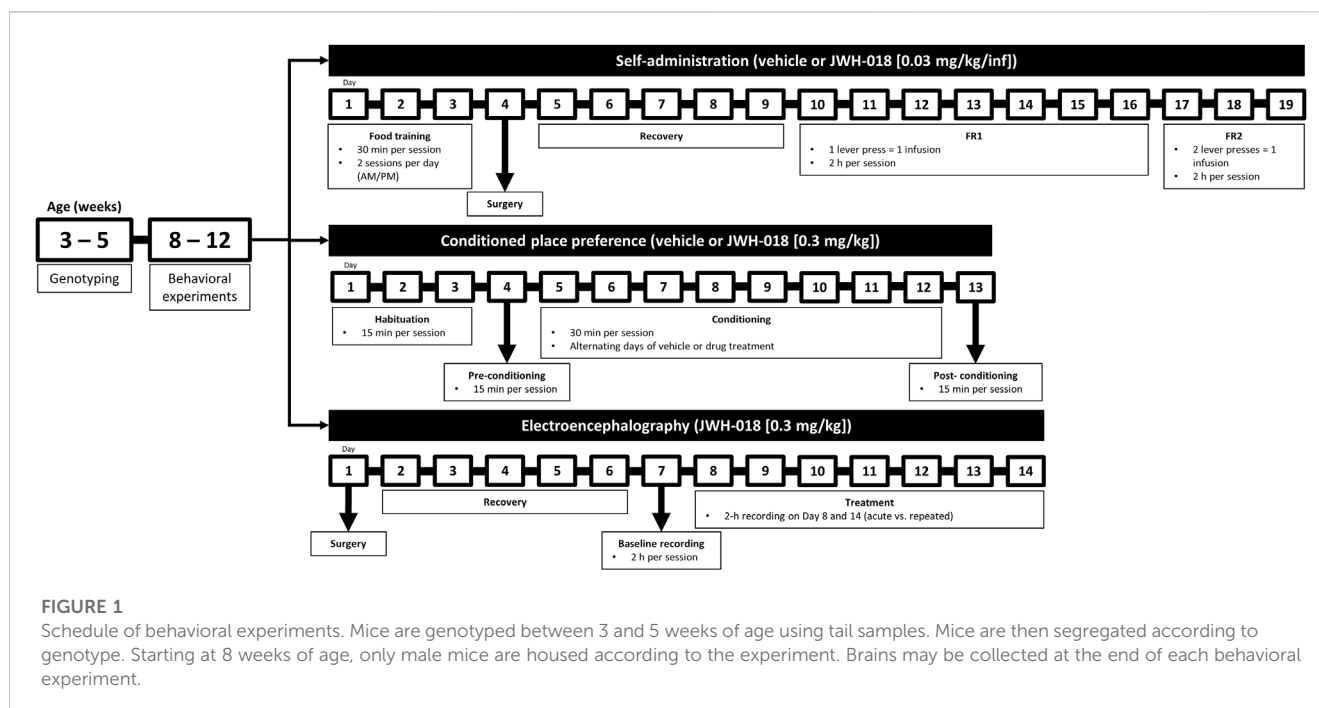 Self-administration (vehicle or JWH-018 [0.03 mg/kg/inf])
Day
1 2 3 4 5 6 7 8 9 10 11 12 13 14 15 16 17 18 19
Food training
• 30 min per session
• 2 sessions per day
(AM/PM)
Recovery
FR1
• 1 lever press = 1 infusion
• 2 h per session
FR2
• 2 lever presses = 1
infusion
• 2 h per session
Surgery
Age (weeks)
3 – 5
8 – 12
Genotyping
Behavioral
experiments
Conditioned place preference (vehicle or JWH-018 [0.3 mg/kg])
Day
1 2 3 4 5 6 7 8 9 10 11 12 13
Habituation
• 15 min per session
Conditioning
• 30 min per session
• Alternating days of vehicle or drug treatment
Pre-conditioning
• 15 min per session
Post- conditioning
• 15 min per session
Electroencephalography (JWH-018 [0.3 mg/kg])
Day
1 2 3 4 5 6 7 8 9 10 11 12 13 14
Recovery
Treatment
• 2-h recording on Day 8 and 14 (acute vs. repeated)
Surgery
Baseline recording
• 2 h per session
FIGURE 1
Schedule of behavioral experiments. Mice are genotyped between 3 and 5 weeks of age using tail samples. Mice are then segregated according to
genotype. Starting at 8 weeks of age, only male mice are housed according to the experiment. Brains may be collected at the end of each behavioral
experiment.